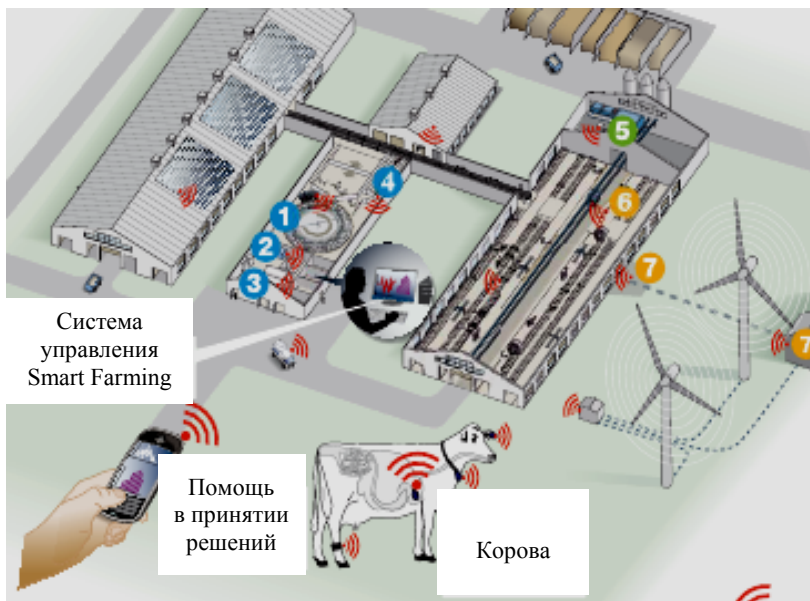 5
4
6
1
2
7
3
7
Система
управления
Smart Farming
Помощь
в принятии
решений
Корова